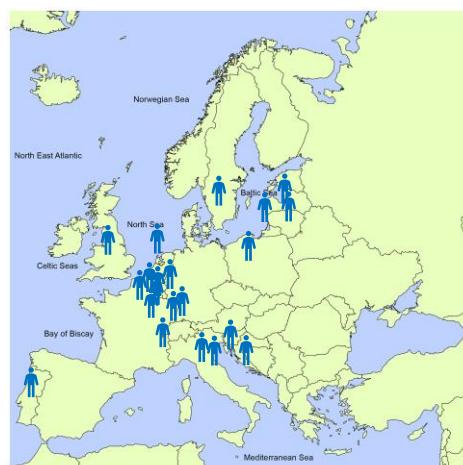 Norwegian Sea
North East Atlantic
Baltic Sea
North Sea
Celtic Seas
Bay of Biscay
Mediterranean Sea